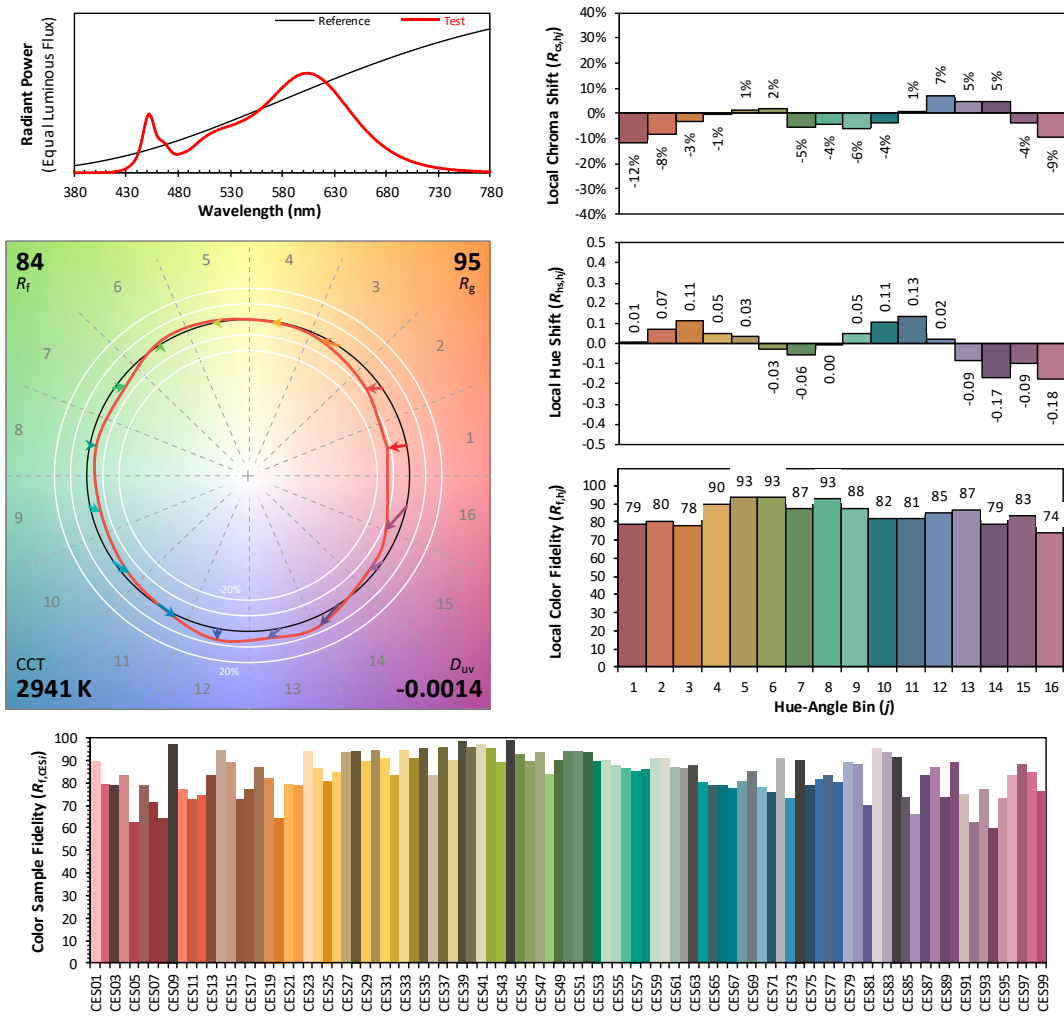 Reference
Test
Radiant Power
(Equal Luminous Flux)
380 430 480 530 580 630 680 730 780
Wavelength (nm)
Local Chroma Shift (Rcs,hj)
40%
30%
20%
10%
0%
-10%
-20%
-30%
-40%
-12% -8% -3% -1% 1% 2% -5% -4% -6% -4% 1% 7% 5% 5% -4% -9%
84
Rf
95
Rg
5 4
6 3
7 2
8 1
9 16
10 15
11 14
12 13
-20%
20%
CCT
2941 K
Duv
-0.0014
Local Hue Shift (Rhs,hj)
0.5
0.4
0.3
0.2
0.1
0.0
-0.1
-0.2
-0.3
-0.4
-0.5
0.01 0.07 0.11 0.05 0.03 -0.03 -0.06 0.00 0.05 0.11 0.13 0.02 -0.09 -0.17 -0.09 -0.18
Local Color Fidelity (Rf,hj)
100
90
80
70
60
50
40
30
20
10
0
79 80 78 90 93 93 87 93 88 82 81 85 87 79 83 74
1 2 3 4 5 6 7 8 9 10 11 12 13 14 15 16
Hue-Angle Bin (j)
Color Sample Fidelity (Rf,CESi)
100
90
80
70
60
50
40
30
20
10
0
CES01 CES03 CES05 CES07 CES09 CES11 CES13 CES15 CES17 CES19 CES21 CES23 CES25 CES27 CES29 CES31 CES33 CES35 CES37 CES39 CES41 CES43 CES45 CES47 CES49 CES51 CES53 CES55 CES57 CES59 CES61 CES63 CES65 CES67 CES69 CES71 CES73 CES75 CES77 CES79 CES81 CES83 CES85 CES87 CES89 CES91 CES93 CES95 CES97 CES99